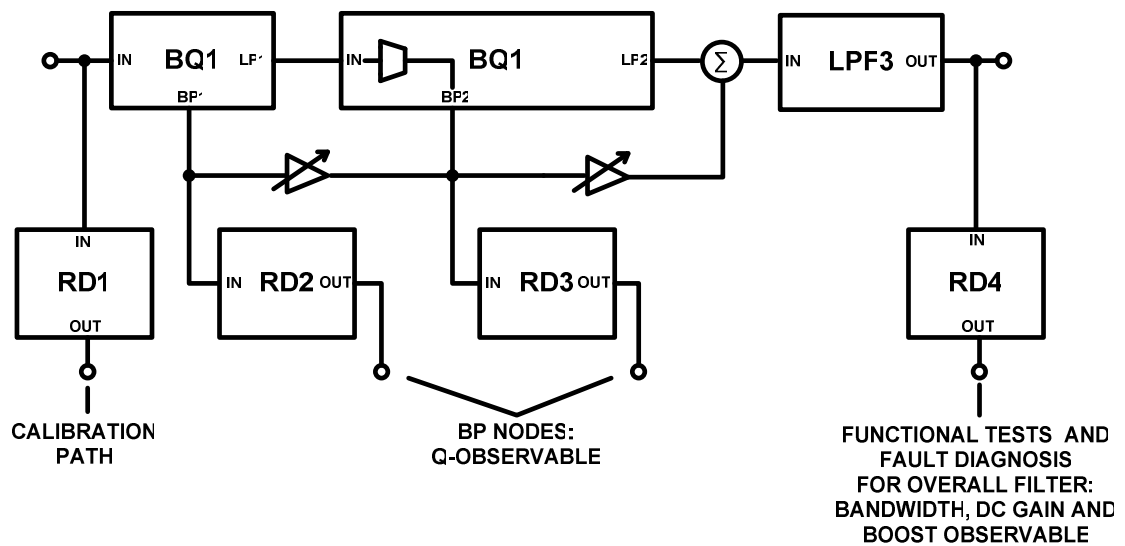 IN BQ1 LP1
BP1
IN BQ1 LP2
BP2
Σ
IN LPF3 OUT
IN
RD1
OUT
IN RD2 OUT
IN RD3 OUT
IN
RD4
OUT
CALIBRATION
PATH
BP NODES:
Q-OBSERVABLE
FUNCTIONAL TESTS AND
FAULT DIAGNOSIS
FOR OVERALL FILTER:
BANDWIDTH, DC GAIN AND
BOOST OBSERVABLE